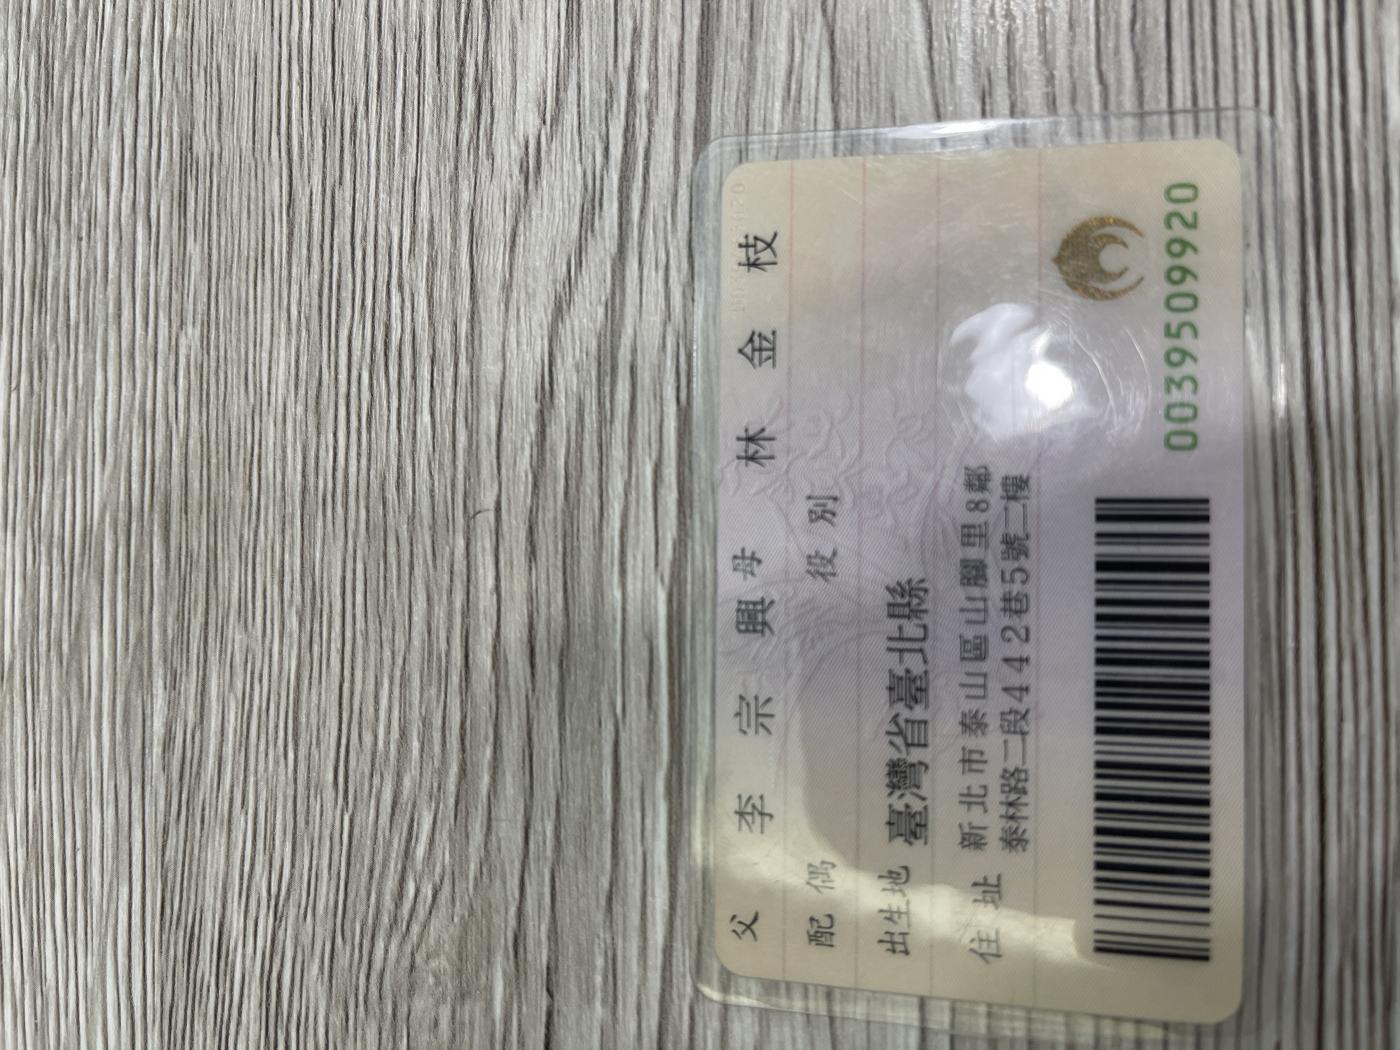 父 李宗興 母 林金枝
配偶 役別
出生地 臺灣省臺北縣
住址 新北市泰山區山腳里8鄰
泰林路二段442巷5號二樓
0039509920